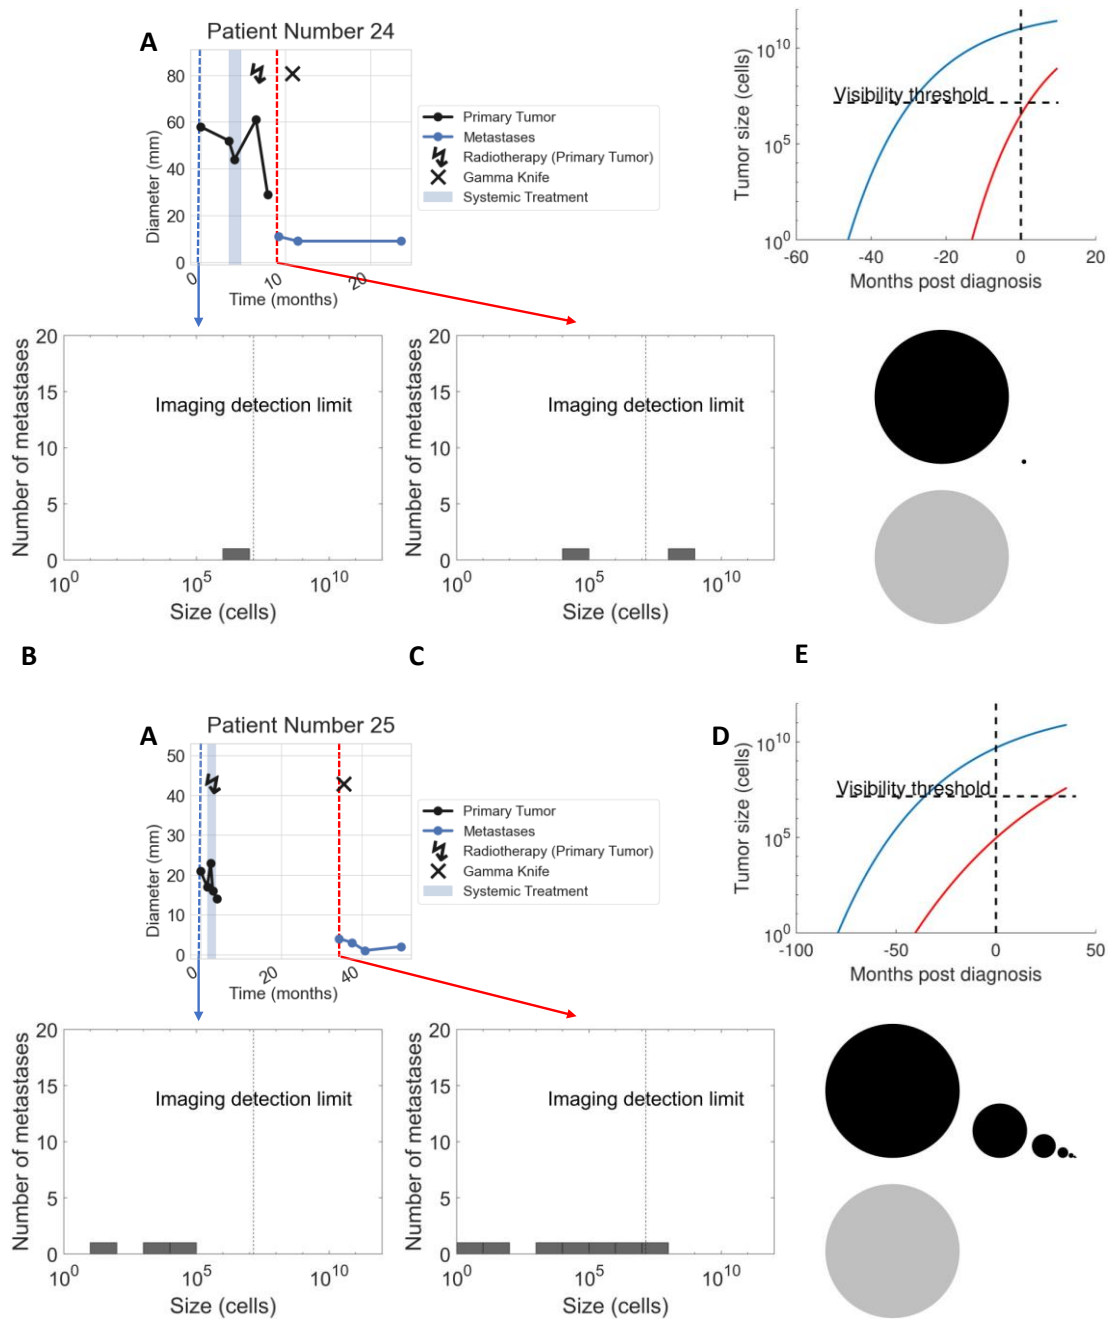 A
Patient Number 24
Diameter (mm)
80
60
40
20
0
0
10
20
Time (months)
Primary Tumor
Metastases
Radiotherapy (Primary Tumor)
Gamma Knife
Systemic Treatment
Tumor size (cells)
10^10
10^5
10^0
Visibility threshold
-60
-40
-20
0
20
Months post diagnosis
Number of metastases
20
15
10
5
0
Imaging detection limit
10^0
10^5
10^10
Size (cells)
Number of metastases
20
15
10
5
0
Imaging detection limit
10^0
10^5
10^10
Size (cells)
B
C
E
A
Patient Number 25
Diameter (mm)
50
40
30
20
10
0
0
20
40
Time (months)
Primary Tumor
Metastases
Radiotherapy (Primary Tumor)
Gamma Knife
Systemic Treatment
D
Tumor size (cells)
10^10
10^5
10^0
Visibility threshold
-100
-50
0
50
Months post diagnosis
Number of metastases
20
15
10
5
0
Imaging detection limit
10^0
10^5
10^10
Size (cells)
Number of metastases
20
15
10
5
0
Imaging detection limit
10^0
10^5
10^10
Size (cells)